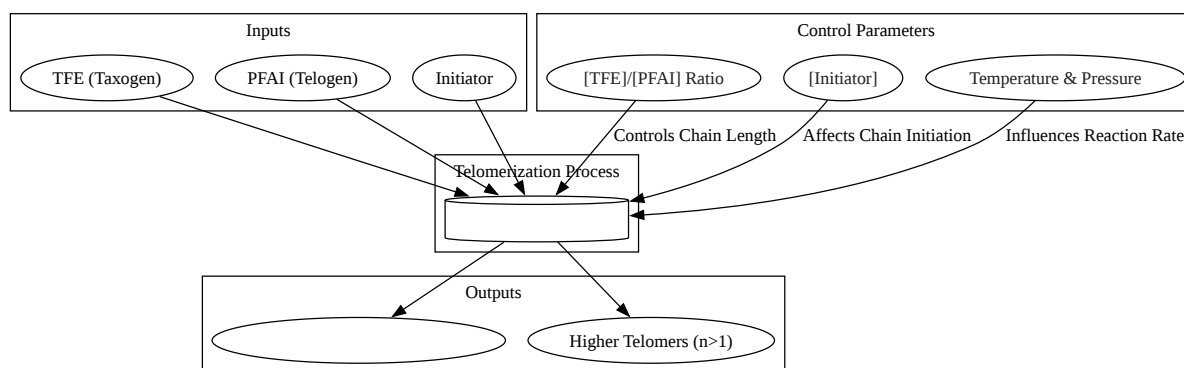 Inputs
Control Parameters
TFE (Taxogen)
PFAI (Telogen)
Initiator
[TFE]/[PFAI] Ratio
[Initiator]
Temperature & Pressure
Controls Chain Length
Affects Chain Initiation
Influences Reaction Rate
Telomerization Process
Outputs
Higher Telomers (n>1)